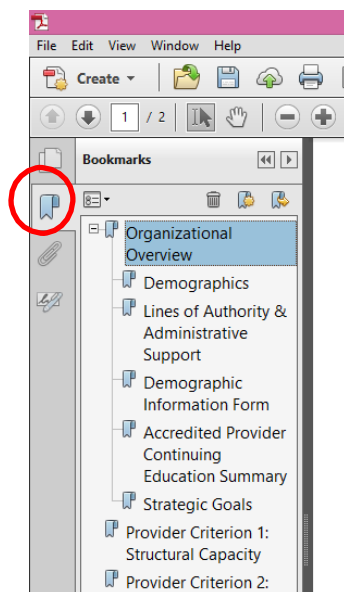 File Edit View Window Help
Create
1 / 2
Bookmarks
Organizational
Overview
Demographics
Lines of Authority &
Administrative
Support
Demographic
Information Form
Accredited Provider
Continuing
Education Summary
Strategic Goals
Provider Criterion 1:
Structural Capacity
Provider Criterion 2: